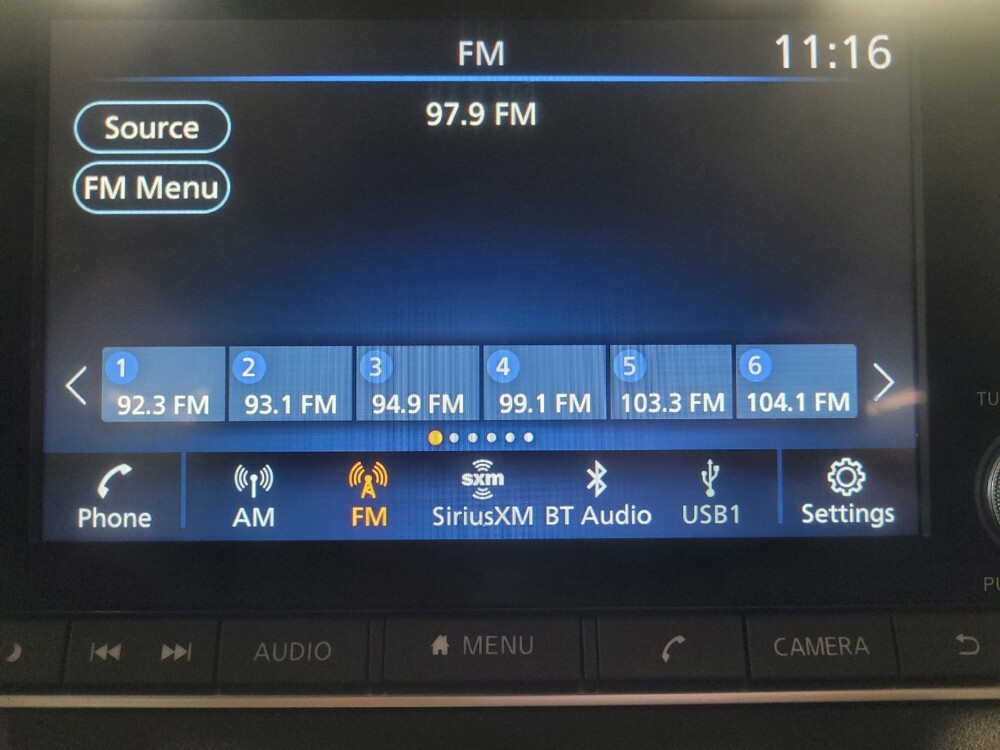 FM
11:16
97.9 FM
Source
FM Menu
1
2
3
4
5
6
92.3 FM
93.1 FM
94.9 FM
99.1 FM
103.3 FM
104.1 FM
sxm
Phone
AM
FM
SiriusXM
BT Audio
USB1
Settings
AUDIO
MENU
CAMERA